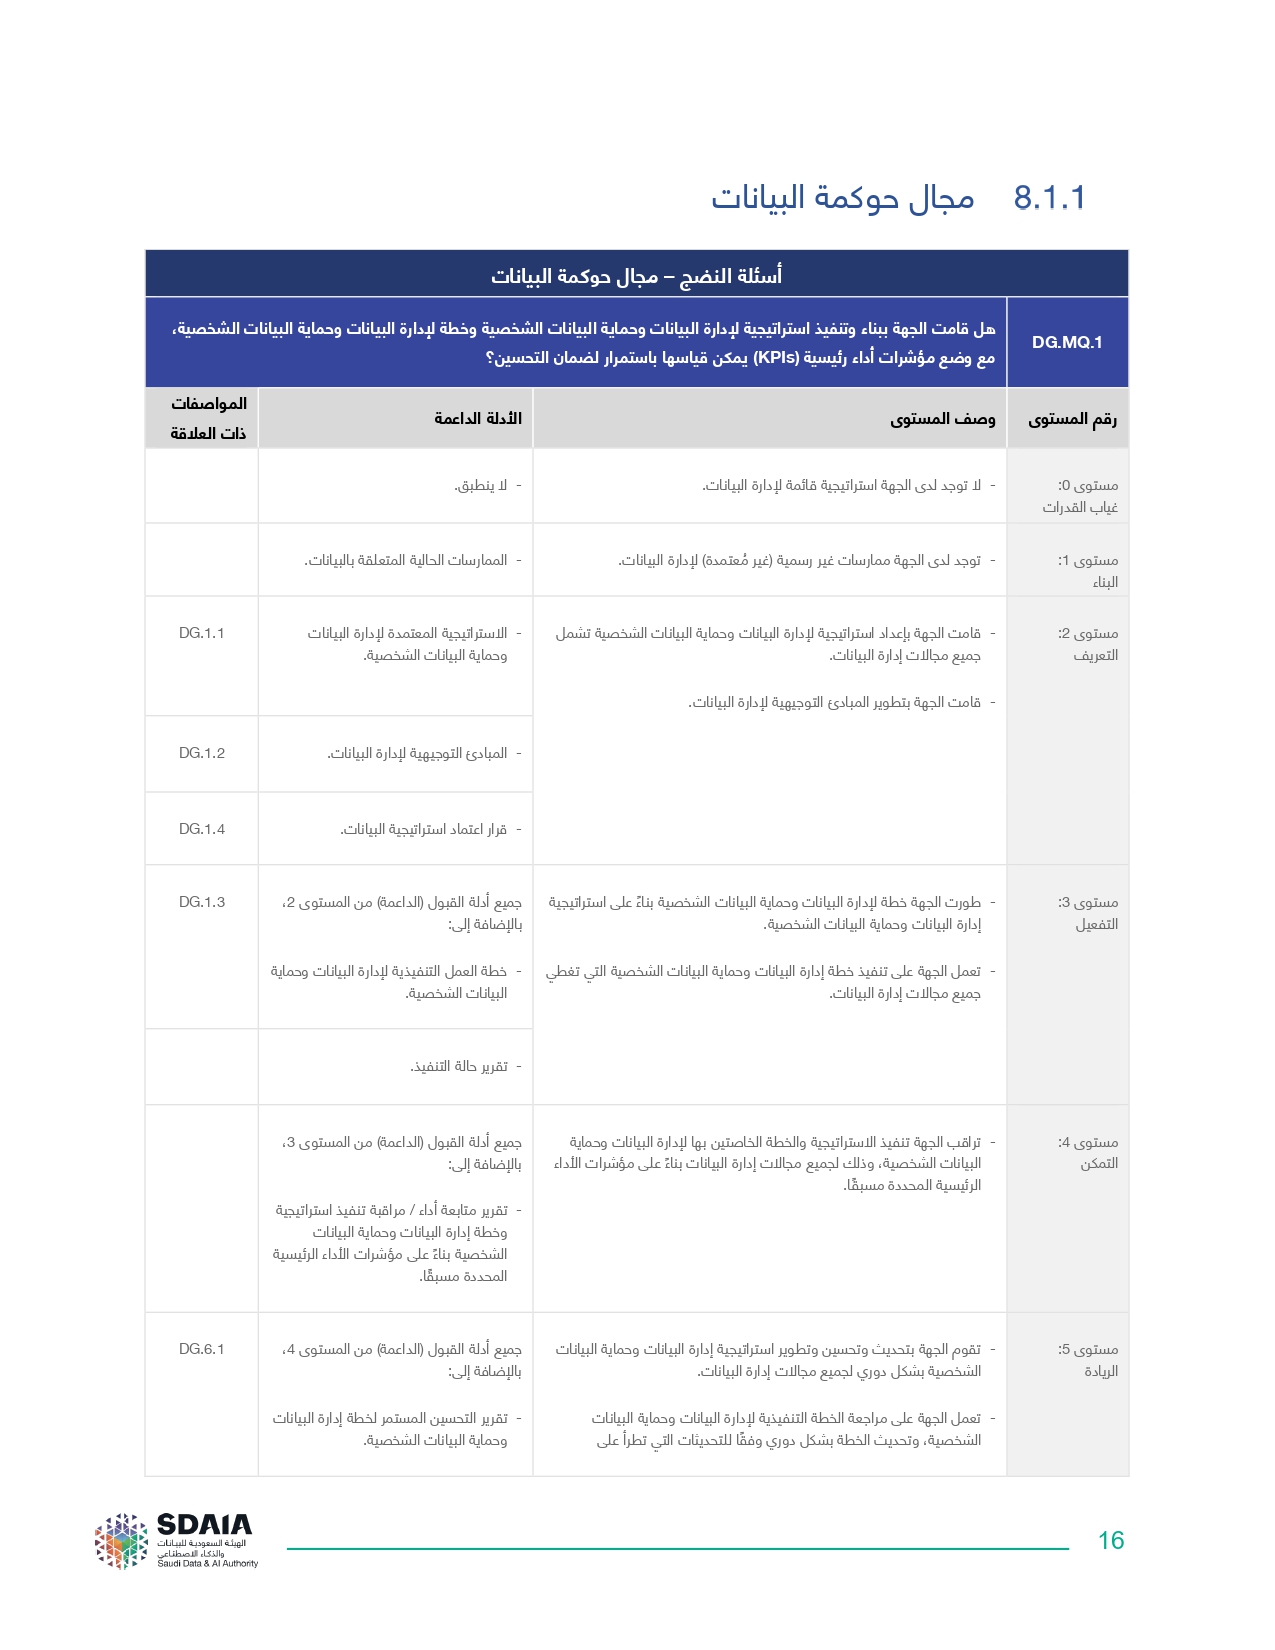 8.1.1 مجال حوكمة البيانات
أسئلة النضج – مجال حوكمة البيانات
DG.MQ.1
هل قامت الجهة ببناء وتنفيذ استراتيجية لإدارة البيانات وحماية البيانات الشخصية وخطة لإدارة البيانات وحماية البيانات الشخصية،
مع وضع مؤشرات أداء رئيسية (KPIs) يمكن قياسها باستمرار لضمان التحسين؟
رقم المستوى
وصف المستوى
الأدلة الداعمة
المواصفات
ذات العلاقة
مستوى 0:
غياب القدرات
- لا توجد لدى الجهة استراتيجية قائمة لإدارة البيانات.
- لا ينطبق.
مستوى 1:
البناء
- توجد لدى الجهة ممارسات غير رسمية (غير مُعتمدة) لإدارة البيانات.
- الممارسات الحالية المتعلقة بالبيانات.
مستوى 2:
التعريف
- قامت الجهة بإعداد استراتيجية لإدارة البيانات وحماية البيانات الشخصية تشمل
جميع مجالات إدارة البيانات.
- قامت الجهة بتطوير المبادئ التوجيهية لإدارة البيانات.
- الاستراتيجية المعتمدة لإدارة البيانات
وحماية البيانات الشخصية.
DG.1.1
- المبادئ التوجيهية لإدارة البيانات.
DG.1.2
- قرار اعتماد استراتيجية البيانات.
DG.1.4
مستوى 3:
التفعيل
- طورت الجهة خطة لإدارة البيانات وحماية البيانات الشخصية بناءً على استراتيجية
إدارة البيانات وحماية البيانات الشخصية.
- تعمل الجهة على تنفيذ خطة إدارة البيانات وحماية البيانات الشخصية التي تغطي
جميع مجالات إدارة البيانات.
جميع أدلة القبول (الداعمة) من المستوى 2،
بالإضافة إلى:
- خطة العمل التنفيذية لإدارة البيانات وحماية
البيانات الشخصية.
DG.1.3
- تقرير حالة التنفيذ.
مستوى 4:
التمكن
- تراقب الجهة تنفيذ الاستراتيجية والخطة الخاصتين بها لإدارة البيانات وحماية
البيانات الشخصية، وذلك لجميع مجالات إدارة البيانات بناءً على مؤشرات الأداء
الرئيسية المحددة مسبقًا.
جميع أدلة القبول (الداعمة) من المستوى 3،
بالإضافة إلى:
- تقرير متابعة أداء / مراقبة تنفيذ استراتيجية
وخطة إدارة البيانات وحماية البيانات
الشخصية بناءً على مؤشرات الأداء الرئيسية
المحددة مسبقًا.
مستوى 5:
الريادة
- تقوم الجهة بتحديث وتحسين وتطوير استراتيجية إدارة البيانات وحماية البيانات
الشخصية بشكل دوري لجميع مجالات إدارة البيانات.
- تعمل الجهة على مراجعة الخطة التنفيذية لإدارة البيانات وحماية البيانات
الشخصية، وتحديث الخطة بشكل دوري وفقًا للتحديثات التي تطرأ على
جميع أدلة القبول (الداعمة) من المستوى 4،
بالإضافة إلى:
- تقرير التحسين المستمر لخطة إدارة البيانات
وحماية البيانات الشخصية.
DG.6.1
16
SDAIA
الهيئة السعودية للبيانات
والذكاء الاصطناعي
Saudi Data & AI Authority